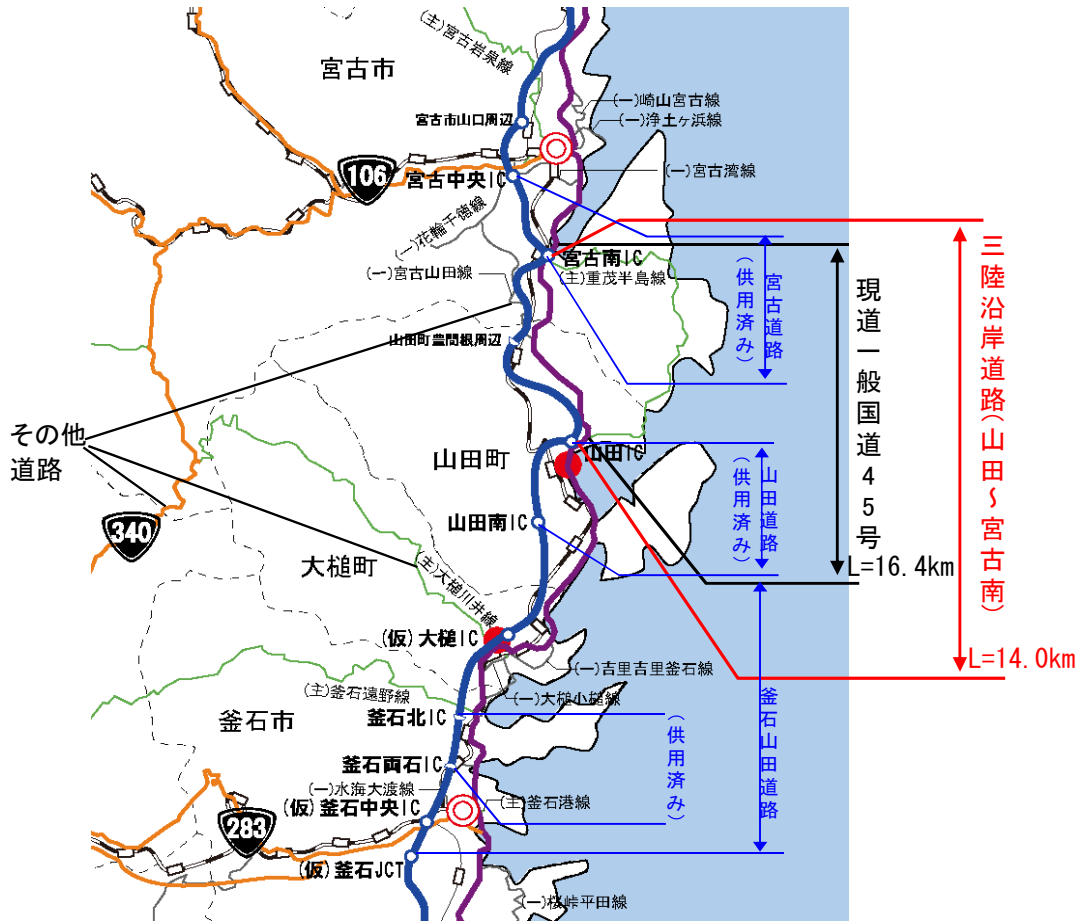 (主)宮古岩泉線
宮古市
(一)崎山宮古線
宮古市山口周辺
(一)浄土ヶ浜線
106
宮古中央IC
(一)宮古湾線
(一)花輪千徳線
宮古南IC
(一)宮古山田線
(主)重茂半島線
宮古道路
(供用済み)
現道一般国道45号
L=16.4km
三陸沿岸道路(山田～宮古南)
L=14.0km
山田町豊間根周辺
その他
道路
山田町
山田IC
山田道路
(供用済み)
340
山田南IC
大槌町
(主)大槌川井線
(仮)大槌IC
(一)吉里吉里釜石線
(主)釜石遠野線
(一)大槌小槌線
釜石市
釜石北IC
釜石山田道路
(供用済み)
釜石両石IC
(一)水海大渡線
(仮)釜石中央IC
(主)釜石港線
283
(仮)釜石JCT
(一)桜峠平田線